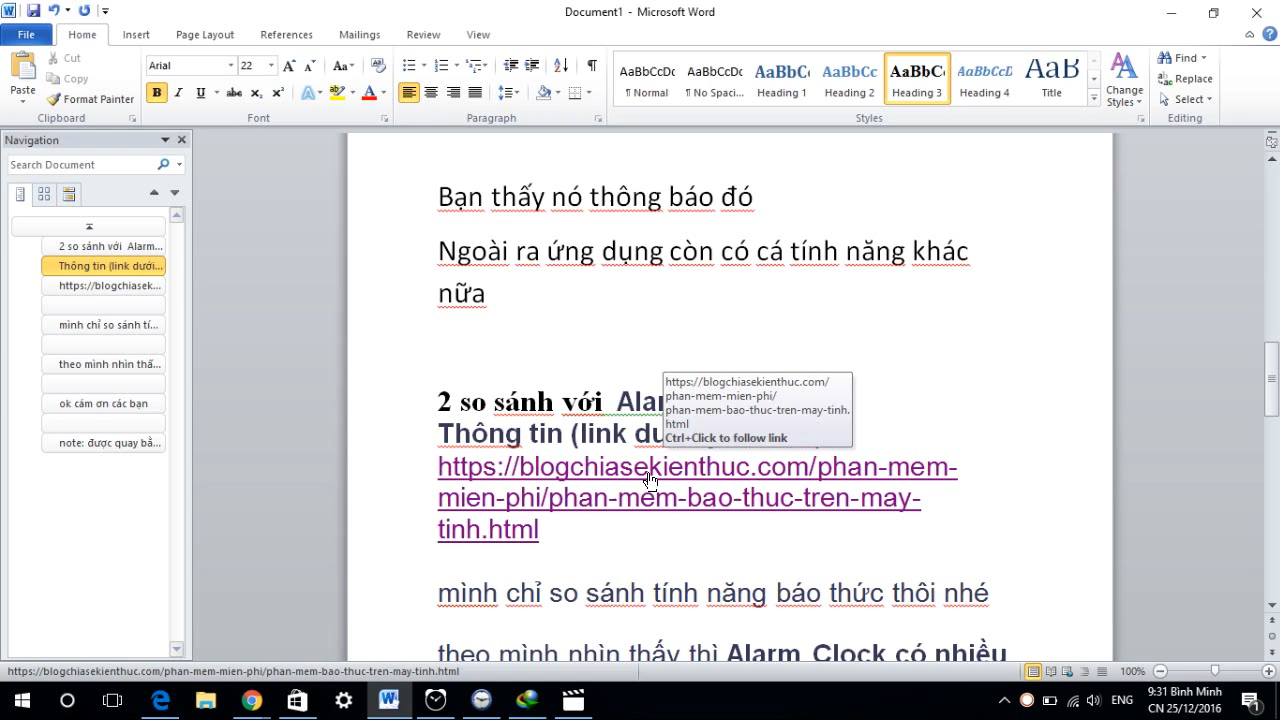 Document1 - Microsoft Word
File Home Insert Page Layout References Mailings Review View
Paste
Cut
Copy
Format Painter
Clipboard
Arial 22
Font
Paragraph
AaBbCcDc AaBbCcDc AaBbCc AaBbCc AaBbC AaBbCcD AaB
¶ Normal ¶ No Spaci... Heading 1 Heading 2 Heading 3 Heading 4 Title
Change Styles
Styles
Find
Replace
Select
Editing
Navigation
Search Document
2 so sánh với Alarm...
Thông tin (link dưới...
https://blogchiasek...
mình chỉ so sánh tí...
theo mình nhìn thấ...
ok cám ơn các bạn
note: được quay bằ...
Bạn thấy nó thông báo đó
Ngoài ra ứng dụng còn có cá tính năng khác
nữa
2 so sánh với Alar
Thông tin (link dư
https://blogchiasekienthuc.com/
phan-mem-mien-phi/
phan-mem-bao-thuc-tren-may-tinh.
html
Ctrl+Click to follow link
https://blogchiasekienthuc.com/phan-mem-
mien-phi/phan-mem-bao-thuc-tren-may-
tinh.html
mình chỉ so sánh tính năng báo thức thôi nhé
theo mình nhìn thấy thì Alarm Clock có nhiều
https://blogchiasekienthuc.com/phan-mem-mien-phi/phan-mem-bao-thuc-tren-may-tinh.html
100%
ENG
9:31 Bình Minh
CN 25/12/2016